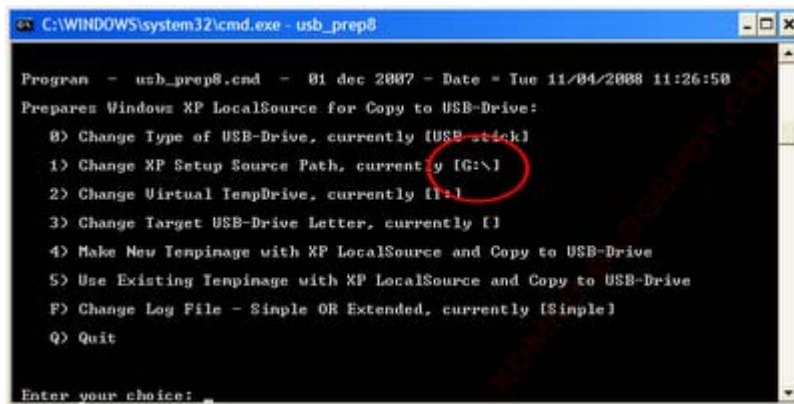 C:\WINDOWS\system32\cmd.exe - usb_prep8
Program - usb_prep8.cmd - 01 dec 2007 - Date = Tue 11/04/2008 11:26:50
Prepares Windows XP LocalSource for Copy to USB-Drive:
0) Change Type of USB-Drive, currently [USB-stick]
1) Change XP Setup Source Path, currently [G:\]
2) Change Virtual TempDrive, currently [T:]
3) Change Target USB-Drive Letter, currently []
4) Make New Tempimage with XP LocalSource and Copy to USB-Drive
5) Use Existing Tempimage with XP LocalSource and Copy to USB-Drive
F) Change Log File - Simple OR Extended, currently [Simple]
Q) Quit
Enter your choice: _